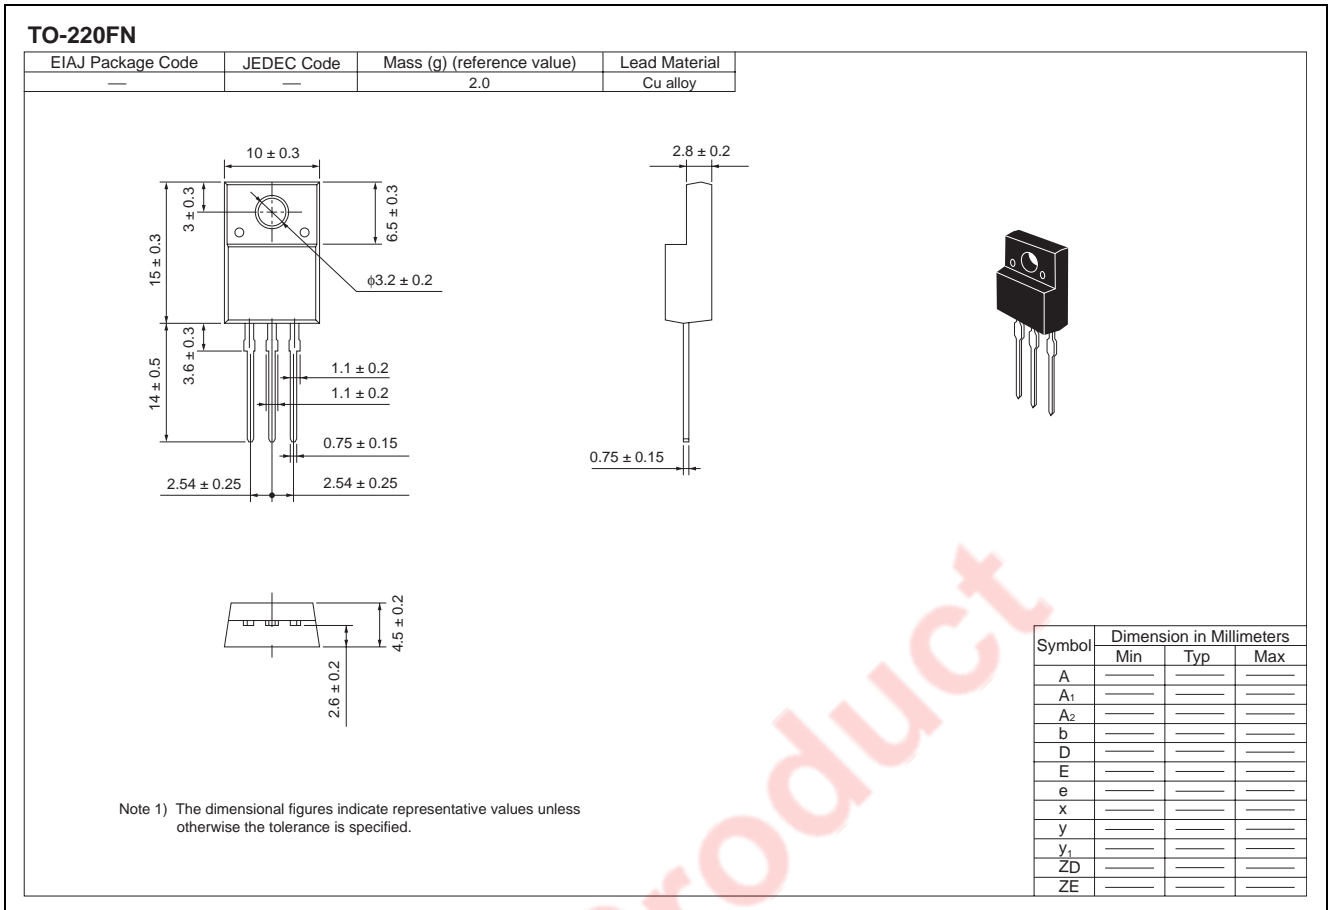 TO-220FN
EIAJ Package Code JEDEC Code Mass (g) (reference value) Lead Material
— — 2.0 Cu alloy
10 ± 0.3
2.8 ± 0.2
3 ± 0.3
6.5 ± 0.3
15 ± 0.3
ϕ3.2 ± 0.2
3.6 ± 0.3
14 ± 0.5
1.1 ± 0.2
1.1 ± 0.2
0.75 ± 0.15
0.75 ± 0.15
2.54 ± 0.25 2.54 ± 0.25
4.5 ± 0.2
2.6 ± 0.2
Symbol Dimension in Millimeters
Min Typ Max
A — — —
A1 — — —
A2 — — —
b — — —
D — — —
E — — —
e — — —
x — — —
y — — —
y1 — — —
ZD — — —
ZE — — —
Note 1) The dimensional figures indicate representative values unless
otherwise the tolerance is specified.
roduct